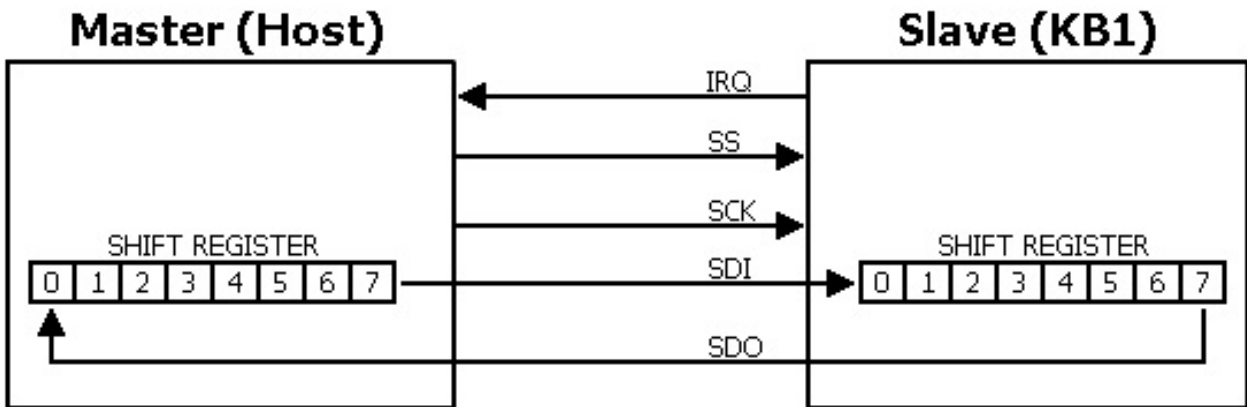 Master (Host)
Slave (KB1)
IRQ
SS
SCK
SHIFT REGISTER
SHIFT REGISTER
0 1 2 3 4 5 6 7
SDI
0 1 2 3 4 5 6 7
SDO